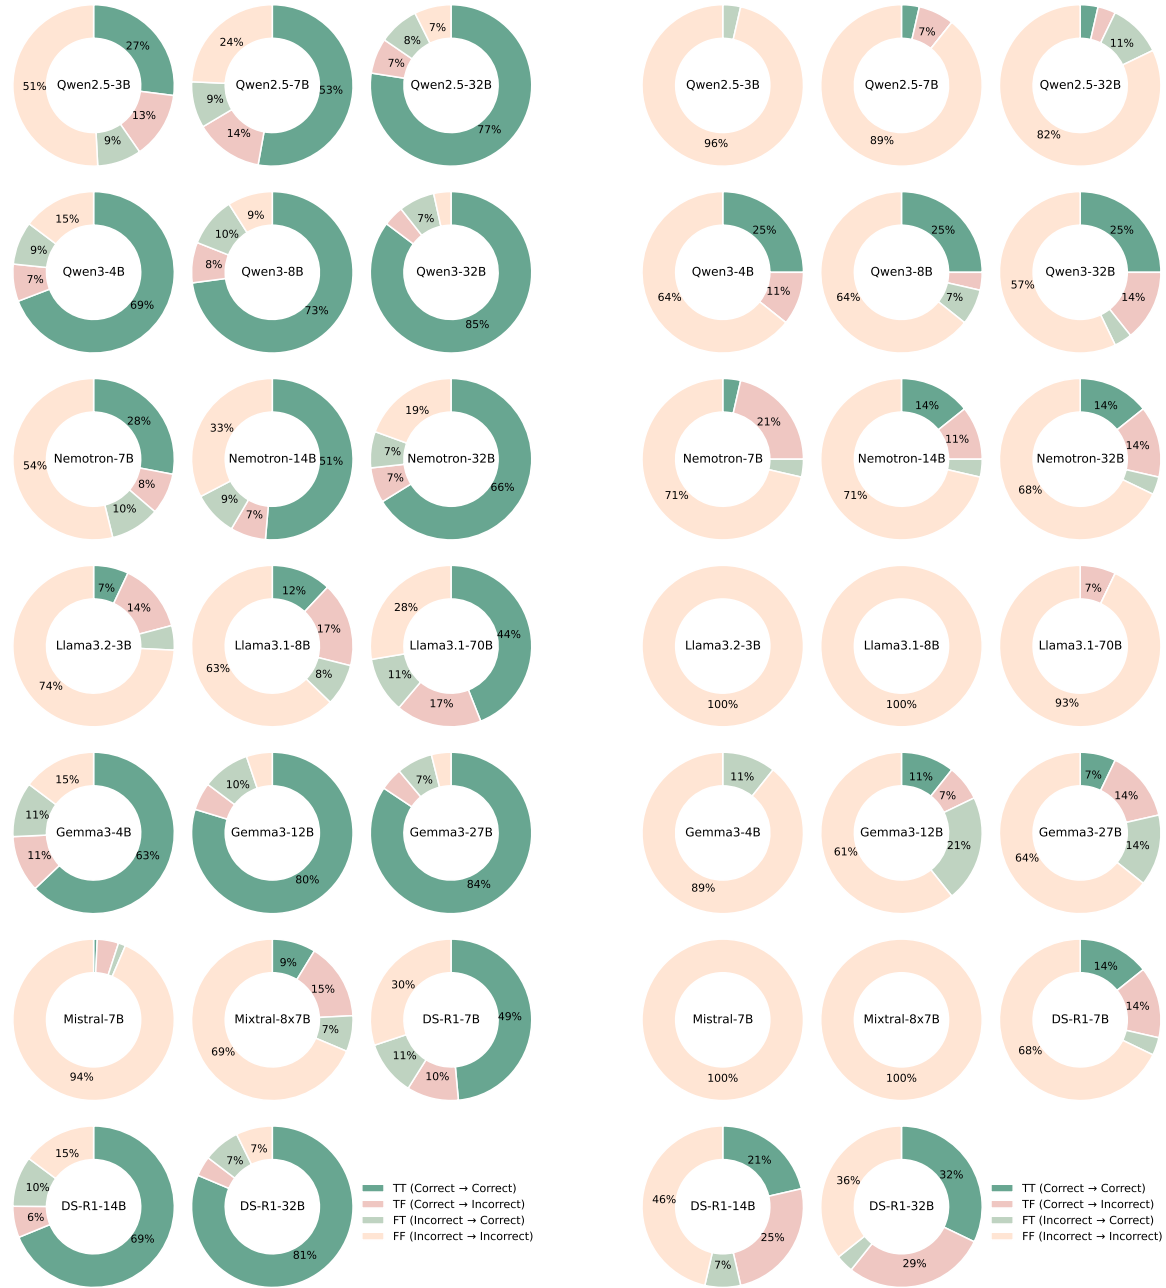 27%
51%
Qwen2.5-3B
13%
9%
24%
9%
Qwen2.5-7B
53%
14%
7%
8%
7%
Qwen2.5-32B
77%
Qwen2.5-3B
96%
7%
Qwen2.5-7B
89%
11%
Qwen2.5-32B
82%
15%
9%
Qwen3-4B
7%
69%
9%
10%
8%
Qwen3-8B
73%
7%
Qwen3-32B
85%
25%
Qwen3-4B
64%
11%
25%
Qwen3-8B
64%
7%
25%
57%
Qwen3-32B
14%
28%
54%
Nemotron-7B
8%
10%
33%
Nemotron-14B
51%
9%
7%
19%
7%
Nemotron-32B
7%
66%
21%
Nemotron-7B
71%
14%
11%
Nemotron-14B
71%
14%
14%
Nemotron-32B
68%
7%
14%
Llama3.2-3B
74%
12%
17%
Llama3.1-8B
63%
8%
28%
44%
Llama3.1-70B
11%
17%
Llama3.2-3B
100%
Llama3.1-8B
100%
7%
Llama3.1-70B
93%
15%
11%
Gemma3-4B
11%
63%
10%
Gemma3-12B
80%
7%
Gemma3-27B
84%
11%
Gemma3-4B
89%
11%
7%
Gemma3-12B
61%
21%
7%
14%
Gemma3-27B
14%
64%
Mistral-7B
94%
9%
15%
Mixtral-8x7B
7%
69%
30%
DS-R1-7B
49%
11%
10%
Mistral-7B
100%
Mixtral-8x7B
100%
14%
14%
DS-R1-7B
68%
15%
10%
DS-R1-14B
6%
69%
7%
7%
DS-R1-32B
81%
TT (Correct → Correct)
TF (Correct → Incorrect)
FT (Incorrect → Correct)
FF (Incorrect → Incorrect)
21%
46%
DS-R1-14B
25%
7%
32%
36%
DS-R1-32B
29%
TT (Correct → Correct)
TF (Correct → Incorrect)
FT (Incorrect → Correct)
FF (Incorrect → Incorrect)